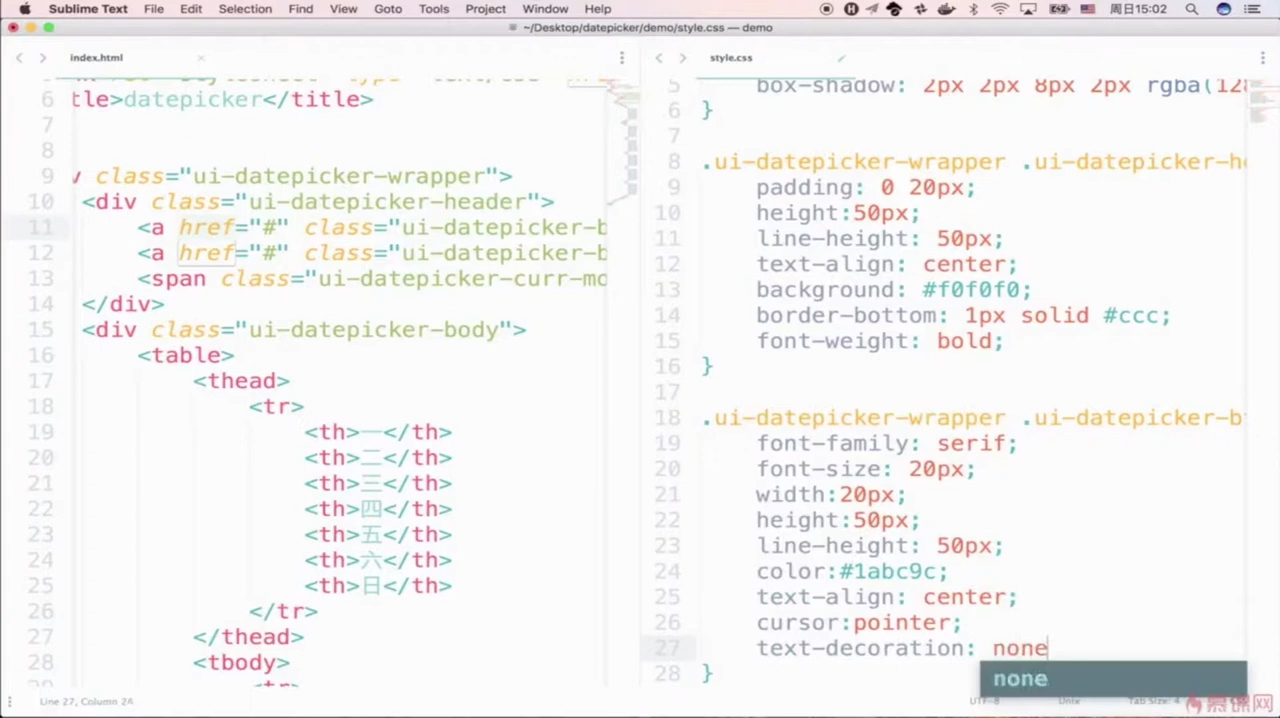 Sublime Text File Edit Selection Find View Goto Tools Project Window Help 周日15:02
~/Desktop/datepicker/demo/style.css — demo
index.html
6 tle>datepicker</title>
7
8
9 class="ui-datepicker-wrapper">
10 <div class="ui-datepicker-header">
11 <a href="#" class="ui-datepicker-b
12 <a href="#" class="ui-datepicker-b
13 <span class="ui-datepicker-curr-mo
14 </div>
15 <div class="ui-datepicker-body">
16 <table>
17 <thead>
18 <tr>
19 <th>一</th>
20 <th>二</th>
21 <th>三</th>
22 <th>四</th>
23 <th>五</th>
24 <th>六</th>
25 <th>日</th>
26 </tr>
27 </thead>
28 <tbody>
style.css
5 box-shadow: 2px 2px 8px 2px rgba(128
6 }
7
8 .ui-datepicker-wrapper .ui-datepicker-he
9 padding: 0 20px;
10 height:50px;
11 line-height: 50px;
12 text-align: center;
13 background: #f0f0f0;
14 border-bottom: 1px solid #ccc;
15 font-weight: bold;
16 }
17
18 .ui-datepicker-wrapper .ui-datepicker-b
19 font-family: serif;
20 font-size: 20px;
21 width:20px;
22 height:50px;
23 line-height: 50px;
24 color:#1abc9c;
25 text-align: center;
26 cursor:pointer;
27 text-decoration: none
28 }
none
Line 27, Column 24
UTF-8 Unix Tab Size: 4
慕课网